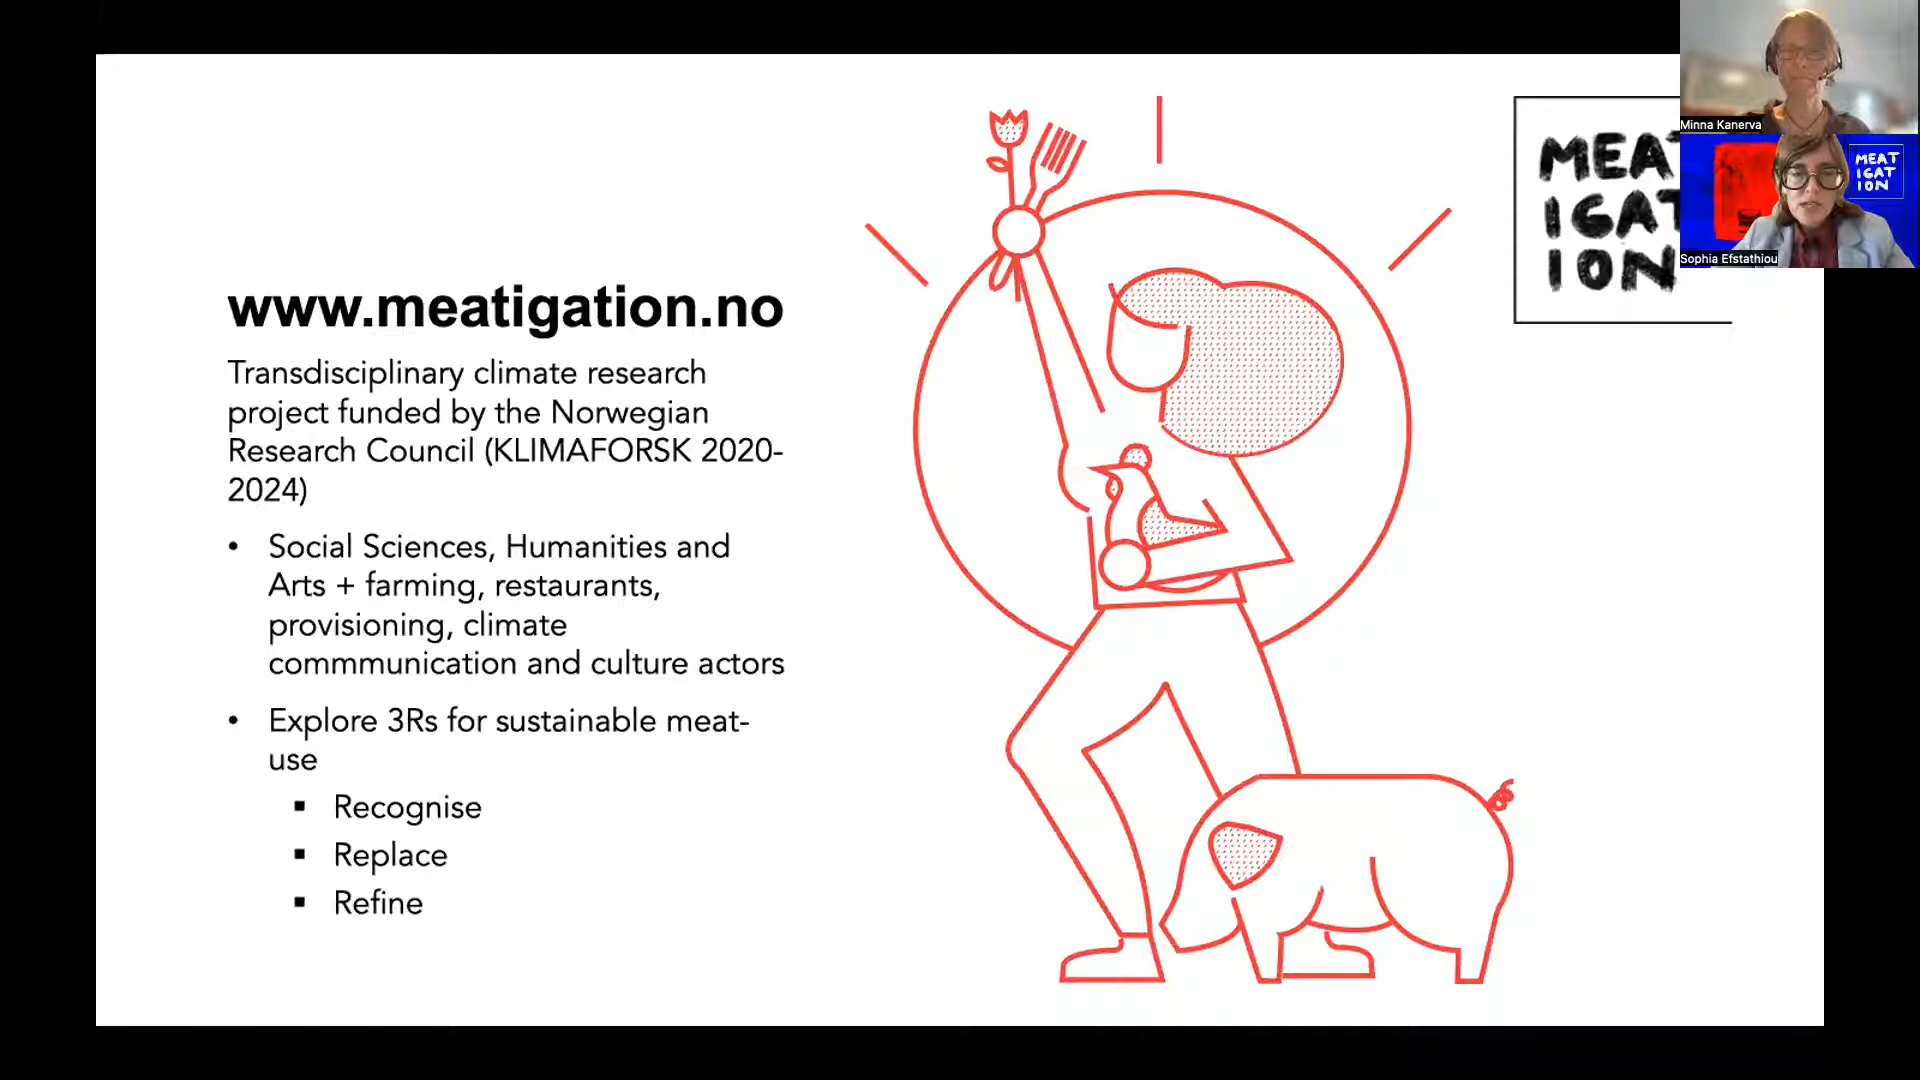 www.meatigation.no
Transdisciplinary climate research
project funded by the Norwegian
Research Council (KLIMAFORSK 2020-
2024)
• Social Sciences, Humanities and
Arts + farming, restaurants,
provisioning, climate
commmunication and culture actors
• Explore 3Rs for sustainable meat-
use
▪ Recognise
▪ Replace
▪ Refine
MEAT
IGAT
ION
Minna Kanerva
MEAT
IGAT
ION
Sophia Efstathiou